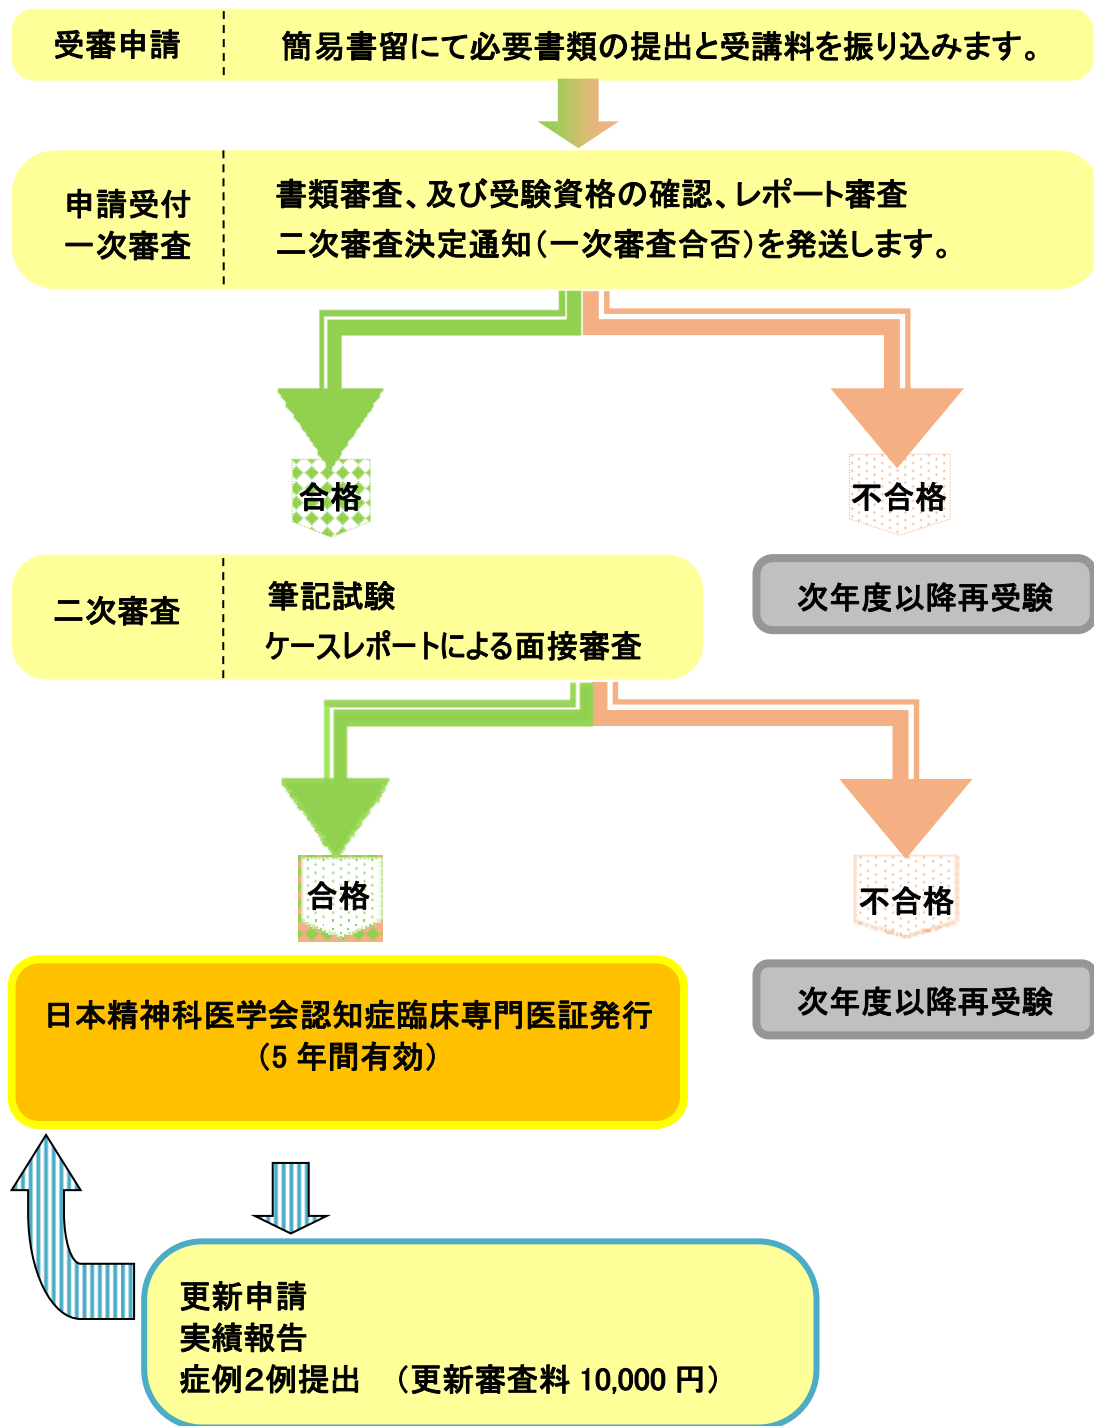 受審申請 簡易書留にて必要書類の提出と受講料を振り込みます。
申請受付
一次審査
書類審査、及び受験資格の確認、レポート審査
二次審査決定通知(一次審査合否)を発送します。
合格
不合格
二次審査
筆記試験
ケースレポートによる面接審査
次年度以降再受験
合格
不合格
日本精神科医学会認知症臨床専門医証発行
(5 年間有効)
次年度以降再受験
更新申請
実績報告
症例2例提出 (更新審査料 10,000 円)